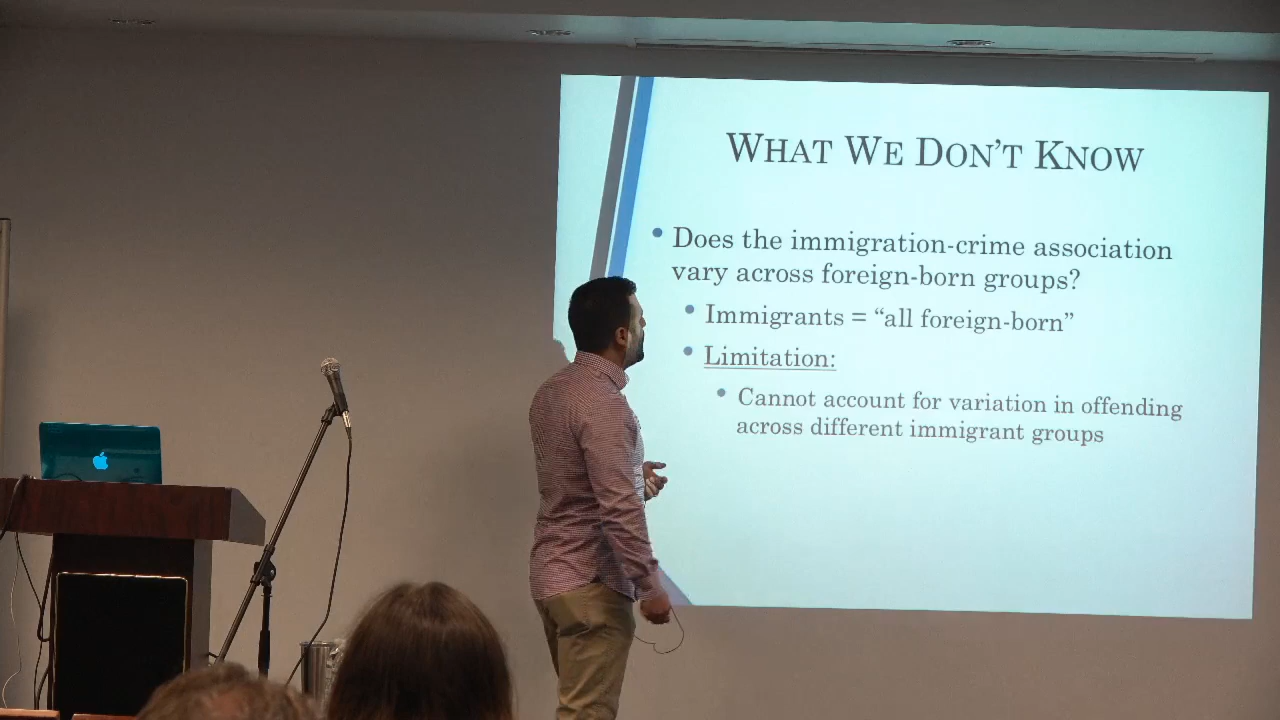 WHAT WE DON'T KNOW
• Does the immigration-crime association
vary across foreign-born groups?
• Immigrants = “all foreign-born”
• Limitation:
• Cannot account for variation in offending
across different immigrant groups